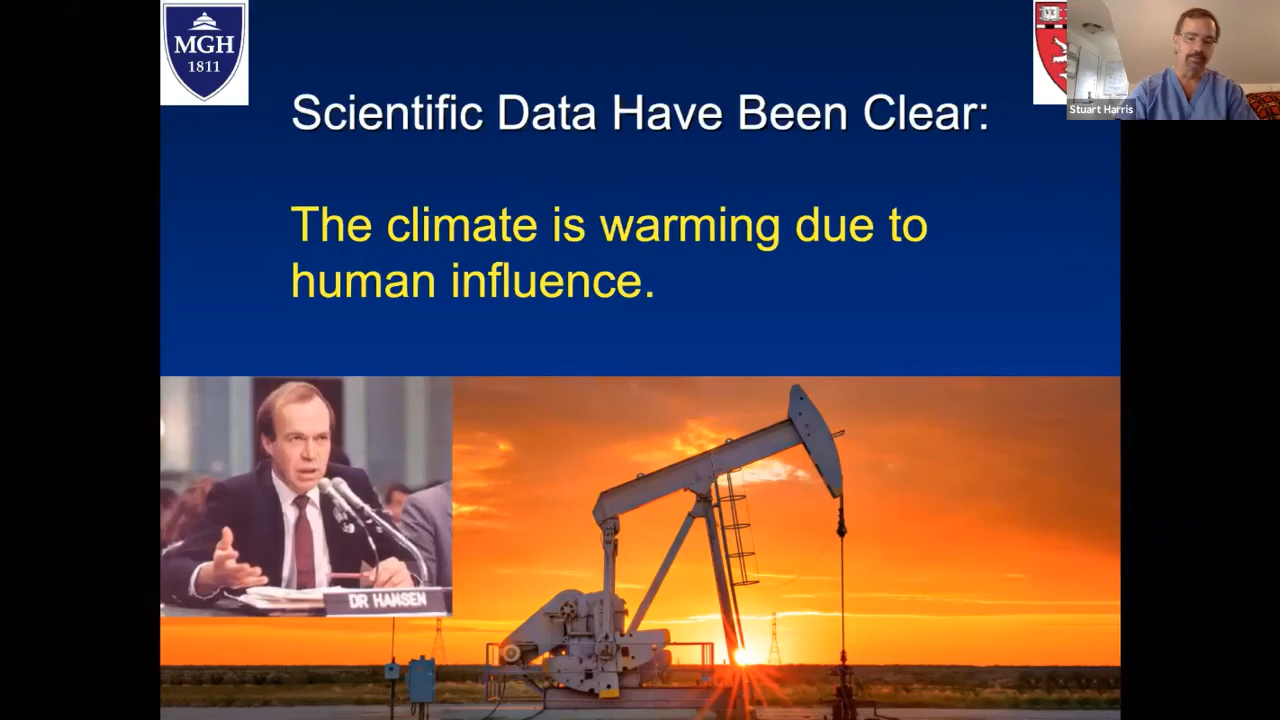 MGH
1811
VE
Stuart Harris
Scientific Data Have Been Clear:
The climate is warming due to
human influence.
DR HANSEN